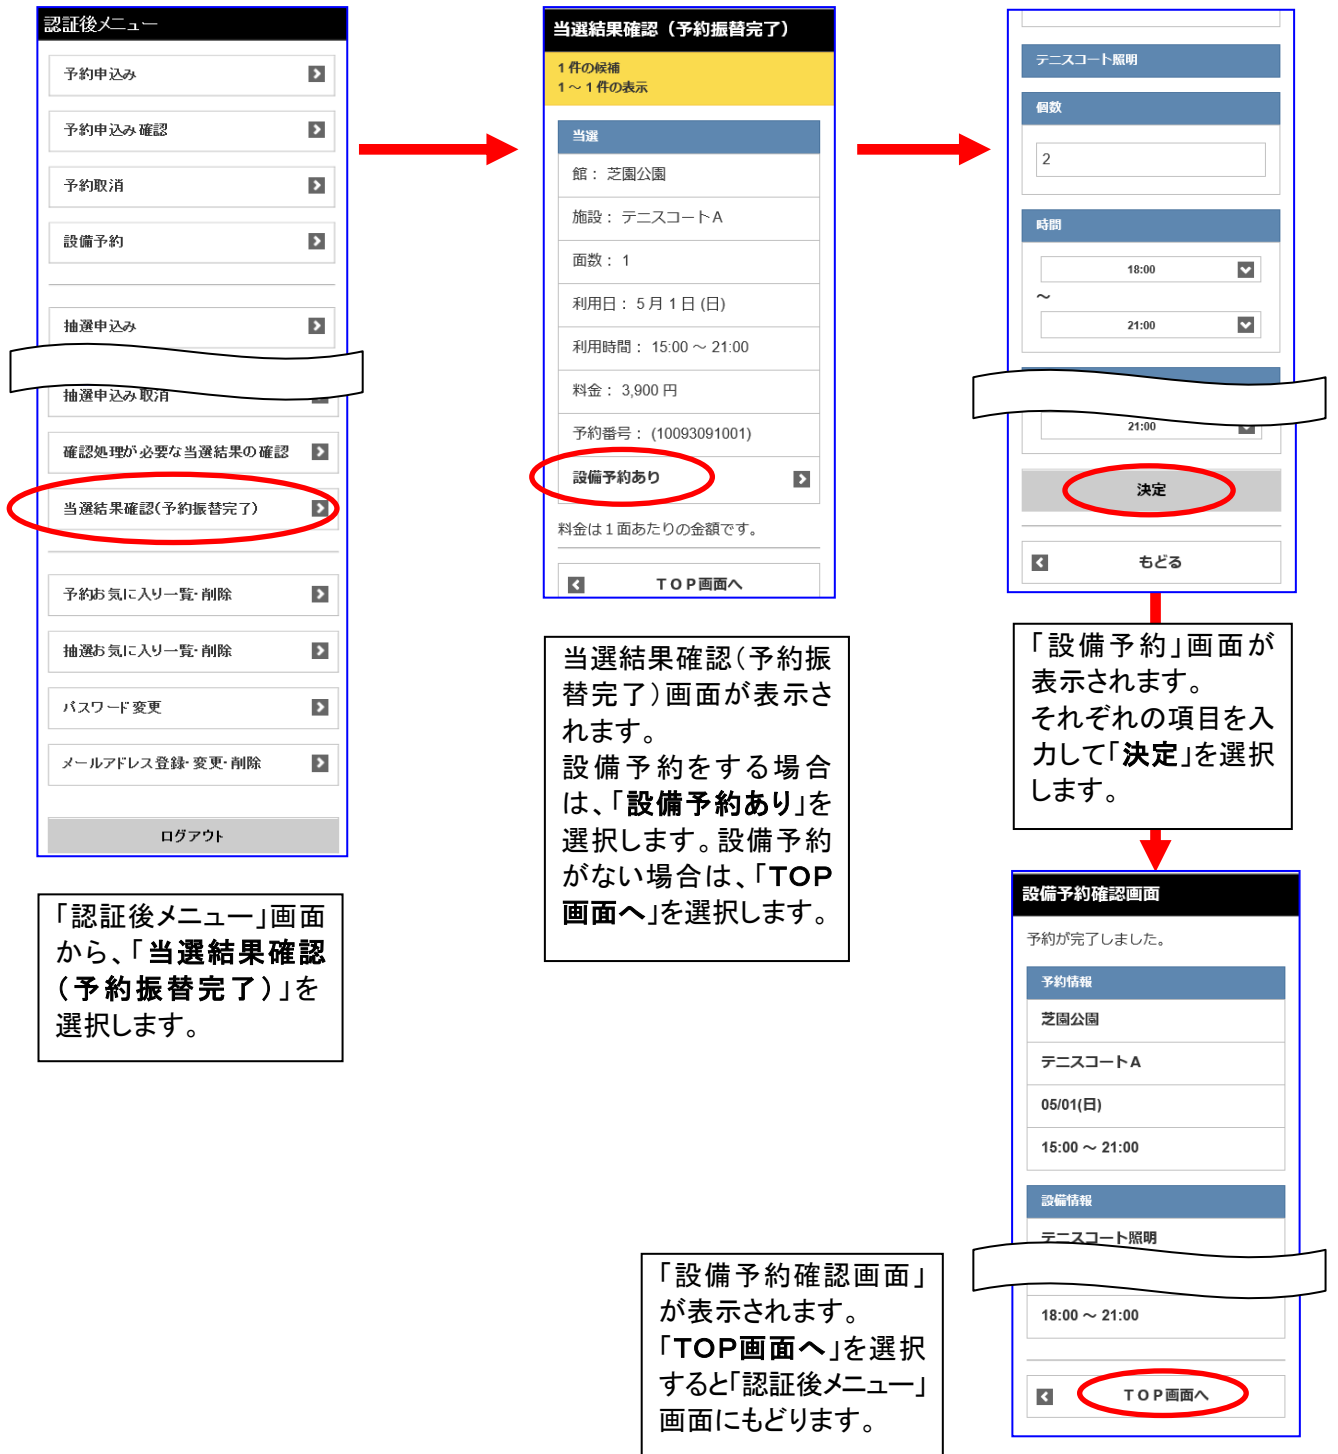 認証後メニュー
予約申込み
予約申込み確認
予約取消
設備予約
抽選申込み
抽選申込み取消
確認処理が必要な当選結果の確認
当選結果確認(予約振替完了)
予約お気に入り一覧・削除
抽選お気に入り一覧・削除
パスワード変更
メールアドレス登録・変更・削除
ログアウト
「認証後メニュー」画面
から、「当選結果確認
(予約振替完了)」を
選択します。
当選結果確認(予約振替完了)
1 件の候補
1～ 1 件の表示
当選
館： 芝園公園
施設： テニスコートA
面数： 1
利用日： 5 月 1 日 (日)
利用時間： 15:00 ～ 21:00
料金： 3,900 円
予約番号： (10093091001)
設備予約あり
料金は１面あたりの金額です。
ＴＯＰ画面へ
当選結果確認(予約振
替完了)画面が表示さ
れます。
設備予約をする場合
は、「設備予約あり」を
選択します。設備予約
がない場合は、「TOP
画面へ」を選択します。
テニスコート照明
個数
2
時間
18:00
～
21:00
21:00
決定
もどる
「設備予約」画面が
表示されます。
それぞれの項目を入
力して「決定」を選択
します。
設備予約確認画面
予約が完了しました。
予約情報
芝園公園
テニスコートA
05/01(日)
15:00 ～ 21:00
設備情報
テニスコート照明
18:00 ～ 21:00
ＴＯＰ画面へ
「設備予約確認画面」
が表示されます。
「TOP画面へ」を選択
すると「認証後メニュー」
画面にもどります。